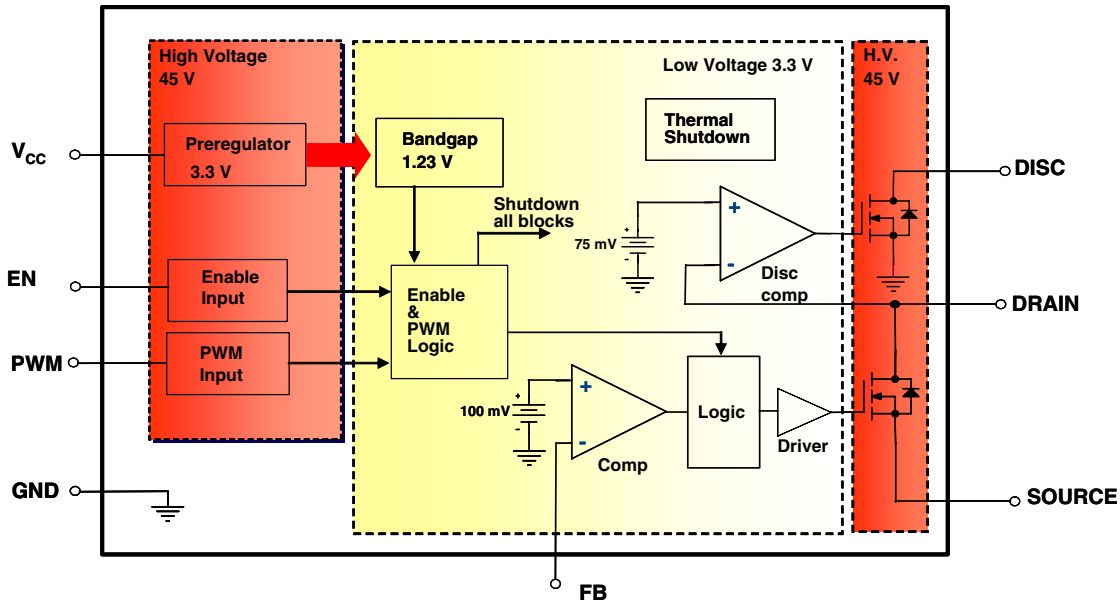 High Voltage
45 V
Low Voltage 3.3 V
H.V.
45 V
Thermal
Shutdown
Preregulator
3.3 V
Bandgap
1.23 V
VCC
DISC
Shutdown
all blocks
+
+
75 mV
-
-
Disc
comp
EN
Enable
Input
Enable
&
PWM
Logic
DRAIN
PWM
PWM
Input
+
+
100 mV
-
-
Comp
Logic
Driver
GND
SOURCE
FB